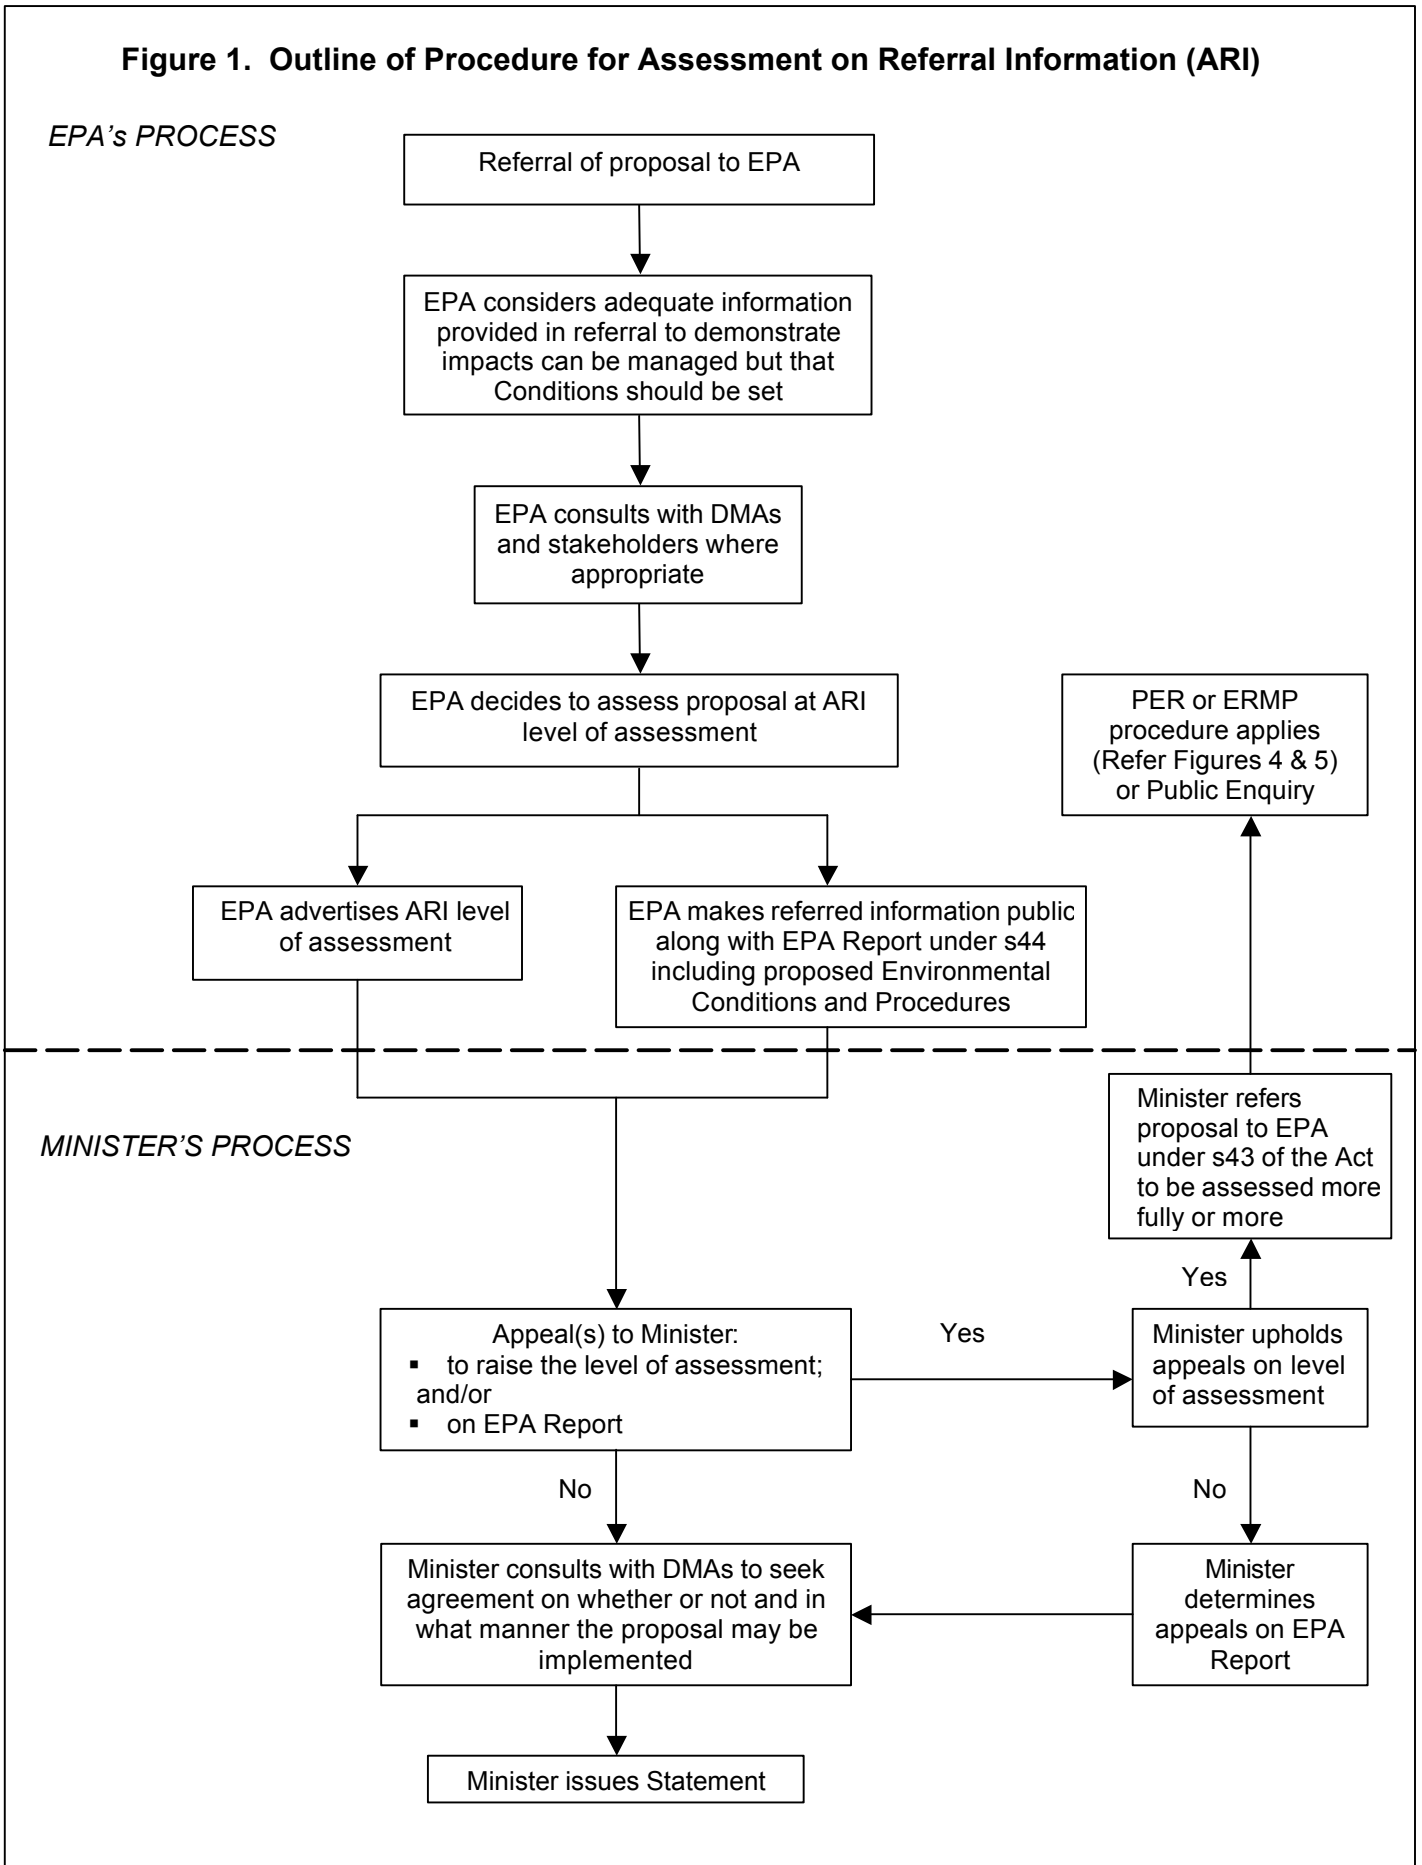 Figure 1.  Outline of Procedure for Assessment on Referral Information (ARI)
EPA's PROCESS
Referral of proposal to EPA
EPA considers adequate information
provided in referral to demonstrate
impacts can be managed but that
Conditions should be set
EPA consults with DMAs
and stakeholders where
appropriate
EPA decides to assess proposal at ARI
level of assessment
PER or ERMP
procedure applies
(Refer Figures 4 & 5)
or Public Enquiry
EPA advertises ARI level
of assessment
EPA makes referred information public
along with EPA Report under s44
including proposed Environmental
Conditions and Procedures
MINISTER'S PROCESS
Minister refers
proposal to EPA
under s43 of the Act
to be assessed more
fully or more
Yes
Appeal(s) to Minister:
▪ to raise the level of assessment;
and/or
▪ on EPA Report
Yes
Minister upholds
appeals on level
of assessment
No
No
Minister consults with DMAs to seek
agreement on whether or not and in
what manner the proposal may be
implemented
Minister
determines
appeals on EPA
Report
Minister issues Statement